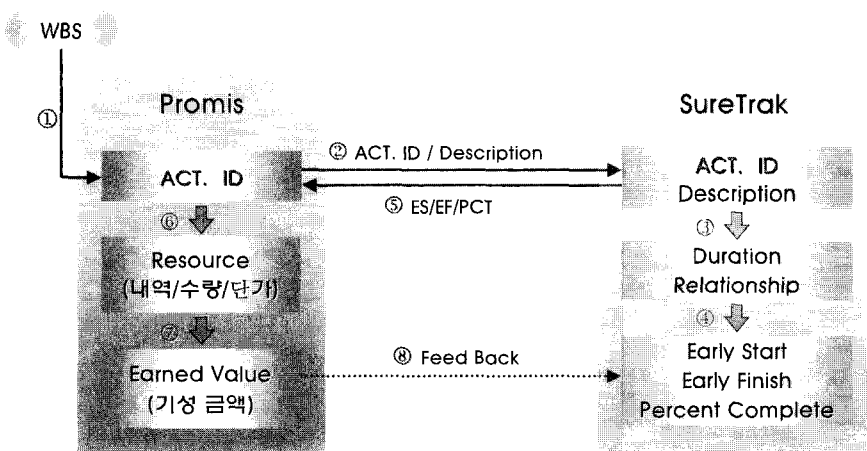 WBS
①
Promis
SureTrak
② ACT. ID / Description
ACT. ID
⑤ ES/EF/PCT
ACT. ID
Description
⑥
③
Resource
(내역/수량/단가)
Duration
Relationship
⑦
④
⑧ Feed Back
Earned Value
(기성 금액)
Early Start
Early Finish
Percent Complete